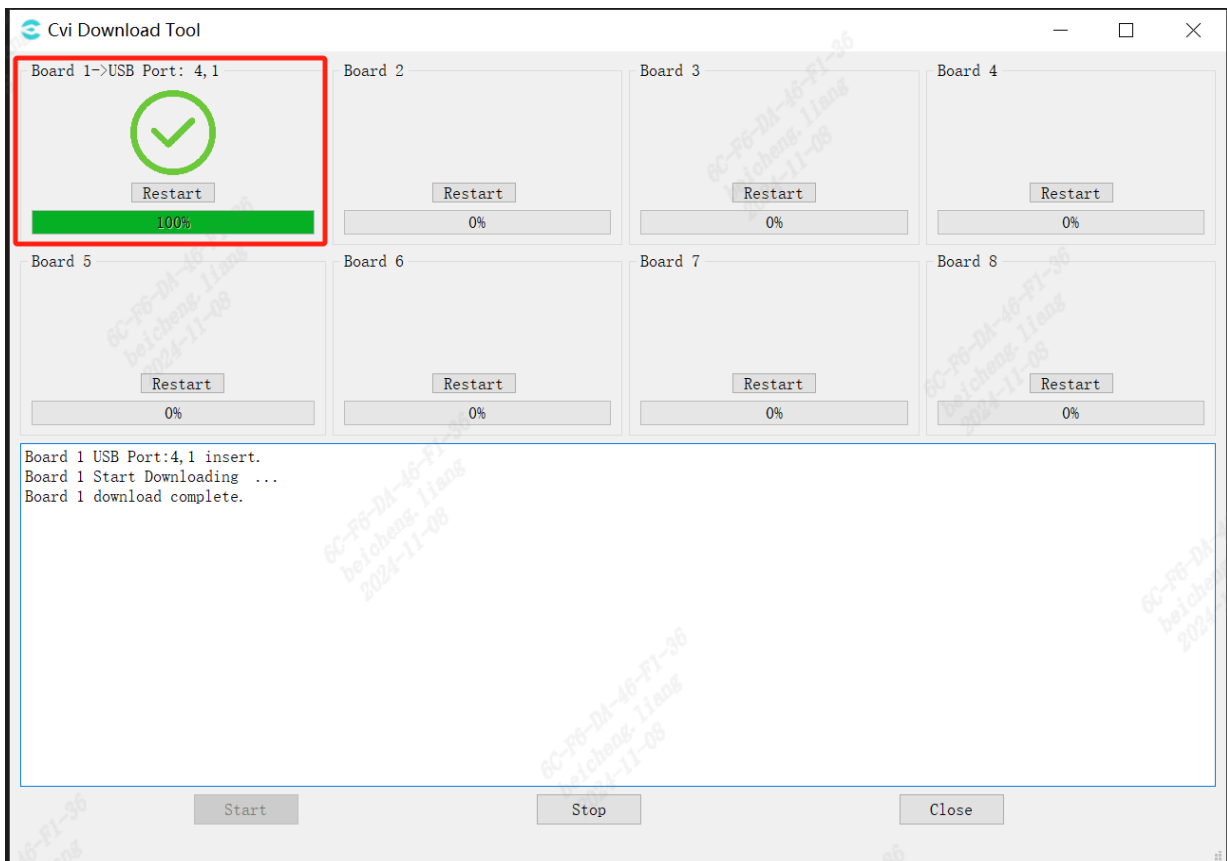 Cvi Download Tool
Board 1->USB Port: 4,1
Board 2
Board 3
Board 4
Restart
Restart
Restart
Restart
100%
0%
0%
0%
Board 5
Board 6
Board 7
Board 8
Restart
Restart
Restart
Restart
0%
0%
0%
0%
Board 1 USB Port:4,1 insert.
Board 1 Start Downloading  ...
Board 1 download complete.
Start
Stop
Close
6C-F6-DA-46-F1-36
beicheng.liang
2024-11-08